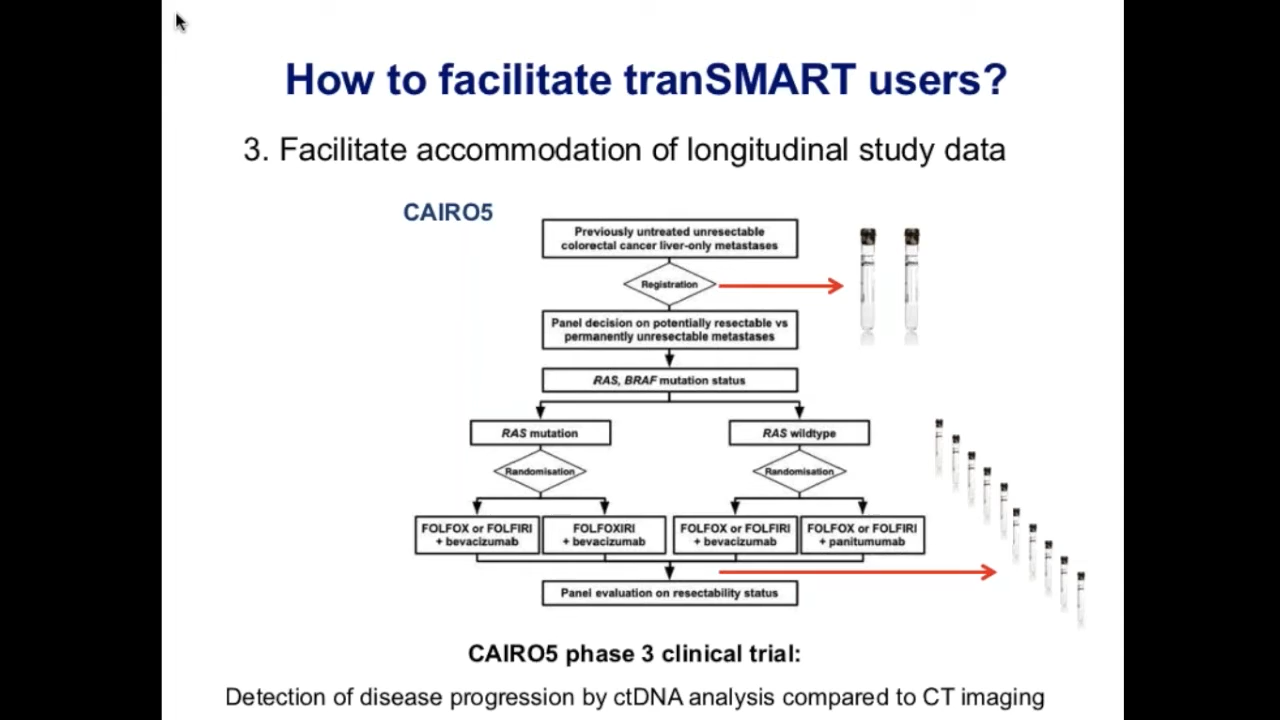 How to facilitate tranSMART users?
3. Facilitate accommodation of longitudinal study data
CAIRO5
Previously untreated unresectable
colorectal cancer liver-only metastases
Registration
Panel decision on potentially resectable vs
permanently unresectable metastases
RAS, BRAF mutation status
RAS mutation
RAS wildtype
Randomisation
Randomisation
FOLFOX or FOLFIRI
+ bevacizumab
FOLFOXIRI
+ bevacizumab
FOLFOX or FOLFIRI
+ bevacizumab
FOLFOX or FOLFIRI
+ panitumumab
Panel evaluation on resectability status
CAIRO5 phase 3 clinical trial:
Detection of disease progression by ctDNA analysis compared to CT imaging